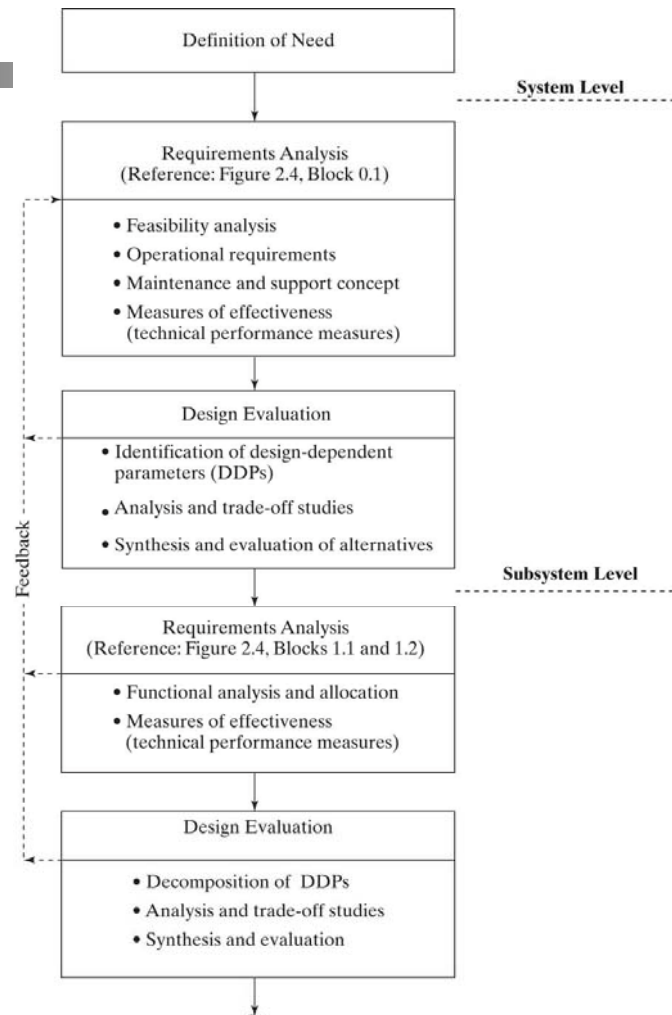 Definition of Need
System Level
Requirements Analysis
(Reference: Figure 2.4, Block 0.1)
• Feasibility analysis
• Operational requirements
• Maintenance and support concept
• Measures of effectiveness
(technical performance measures)
Design Evaluation
• Identification of design-dependent
parameters (DDPs)
• Analysis and trade-off studies
• Synthesis and evaluation of alternatives
Feedback
Subsystem Level
Requirements Analysis
(Reference: Figure 2.4, Blocks 1.1 and 1.2)
• Functional analysis and allocation
• Measures of effectiveness
(technical performance measures)
Design Evaluation
• Decomposition of DDPs
• Analysis and trade-off studies
• Synthesis and evaluation